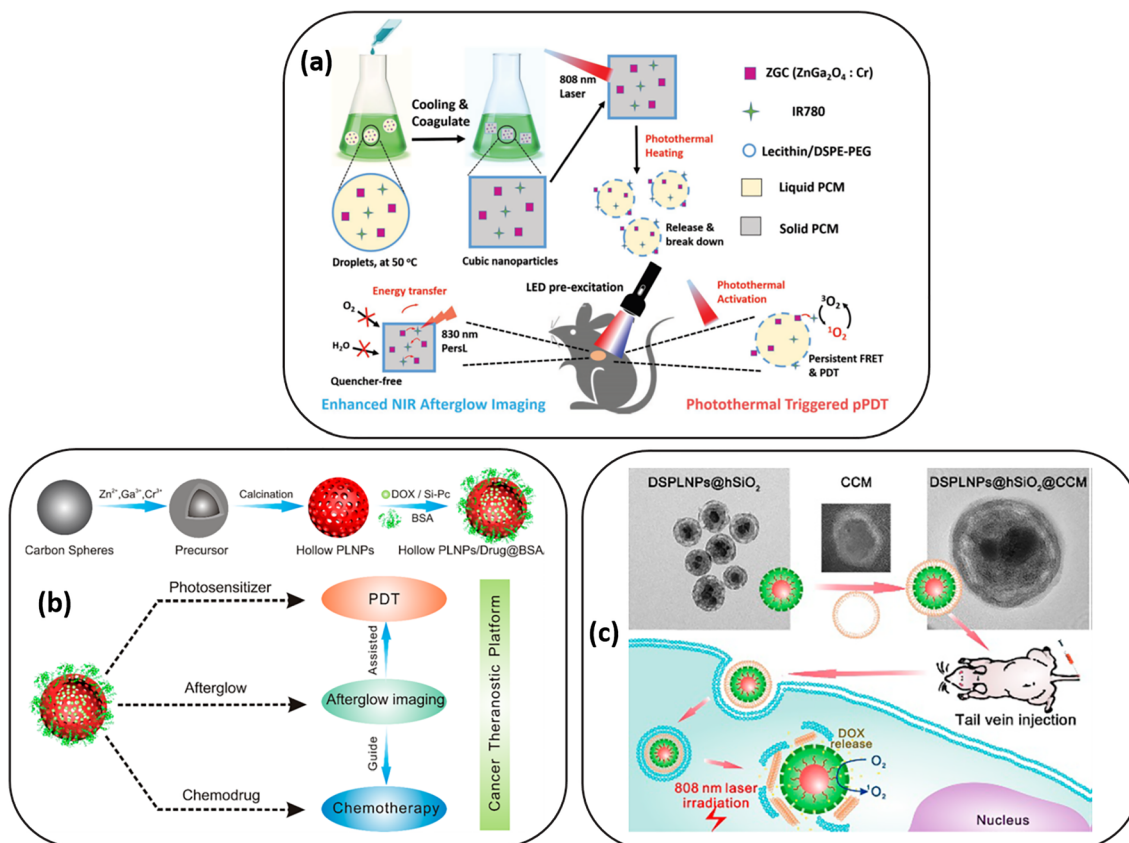 (a)
Cooling &
Coagulate
808 nm
Laser
ZGC (ZnGa₂O₄ : Cr)
IR780
Photothermal
Heating
Lecithin/DSPE-PEG
Liquid PCM
Solid PCM
Release &
break down
Droplets, at 50 °C
Cubic nanoparticles
LED pre-excitation
Photothermal
Activation
Energy transfer
O₂
830 nm
PersL
H₂O
Quencher-free
³O₂
¹O₂
Persistent FRET
& PDT
Enhanced NIR Afterglow Imaging
Photothermal Triggered pPDT
Zn²⁺,Ga³⁺,Cr³⁺
Calcination
DOX / Si-Pc
BSA
Carbon Spheres
Precursor
Hollow PLNPs
Hollow PLNPs/Drug@BSA
(b)
Photosensitizer
PDT
Assisted
Afterglow
Afterglow imaging
Guide
Chemodrug
Chemotherapy
Cancer Theranostic Platform
DSPLNPs@hSiO₂
CCM
DSPLNPs@hSiO₂@CCM
(c)
Tail vein injection
DOX
release
O₂
¹O₂
808 nm laser
irradiation
Nucleus